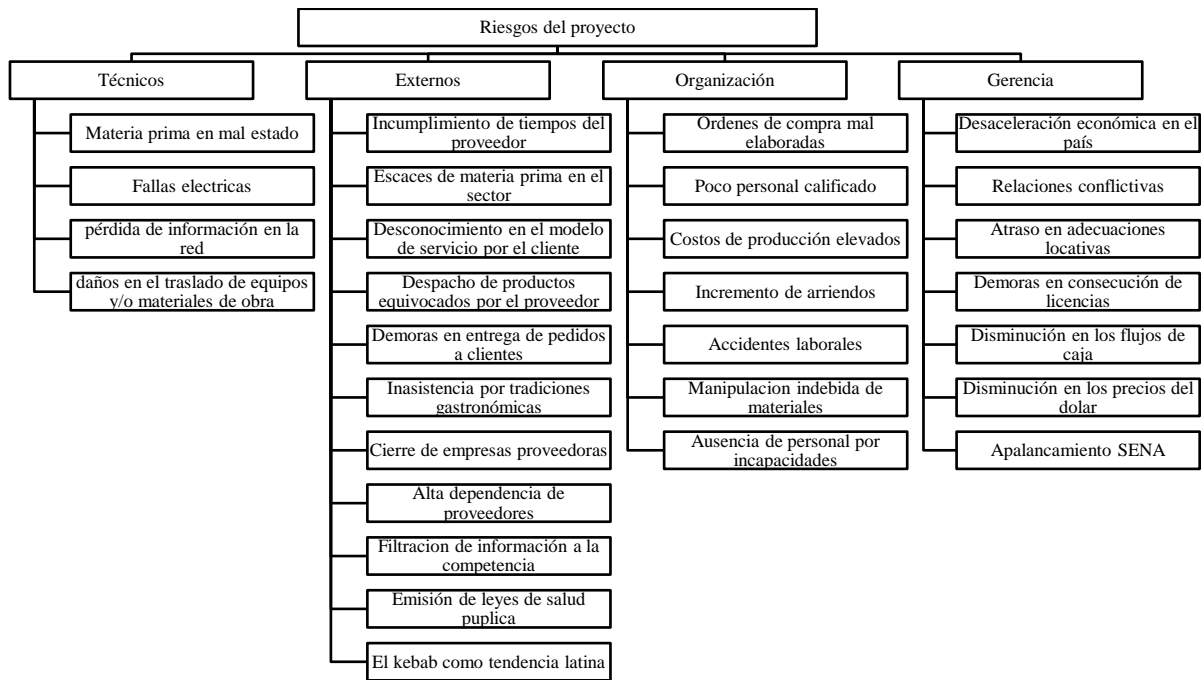 Riesgos del proyecto
Técnicos
Materia prima en mal estado
Fallas electricas
pérdida de información en la
red
daños en el traslado de equipos
y/o materiales de obra
Externos
Incumplimiento de tiempos del
proveedor
Escaces de materia prima en el
sector
Desconocimiento en el modelo
de servicio por el cliente
Despacho de productos
equivocados por el proveedor
Demoras en entrega de pedidos
a clientes
Inasistencia por tradiciones
gastronómicas
Cierre de empresas proveedoras
Alta dependencia de
proveedores
Filtracion de información a la
competencia
Emisión de leyes de salud
puplica
El kebab como tendencia latina
Organización
Ordenes de compra mal
elaboradas
Poco personal calificado
Costos de producción elevados
Incremento de arriendos
Accidentes laborales
Manipulacion indebida de
materiales
Ausencia de personal por
incapacidades
Gerencia
Desaceleración económica en el
país
Relaciones conflictivas
Atraso en adecuaciones
locativas
Demoras en consecución de
licencias
Disminución en los flujos de
caja
Disminución en los precios del
dolar
Apalancamiento SENA